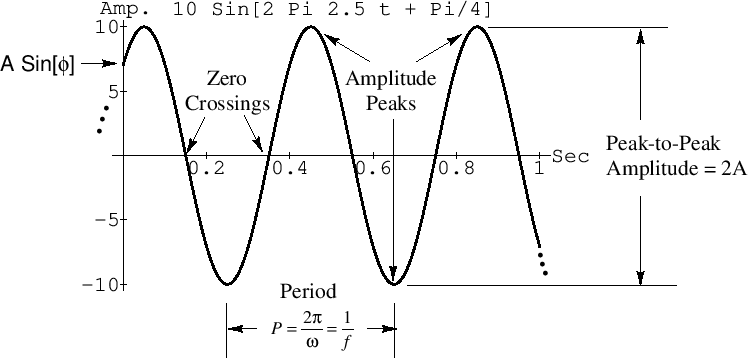 Amp. 10 Sin[2 Pi 2.5 t + Pi/4]
10
A Sin[ϕ]
Zero
Crossings
Amplitude
Peaks
5
Peak-to-Peak
Amplitude = 2A
0.2 0.4 0.6 0.8 1 Sec
−5
−10
Period
P = 2π/ω = 1/f